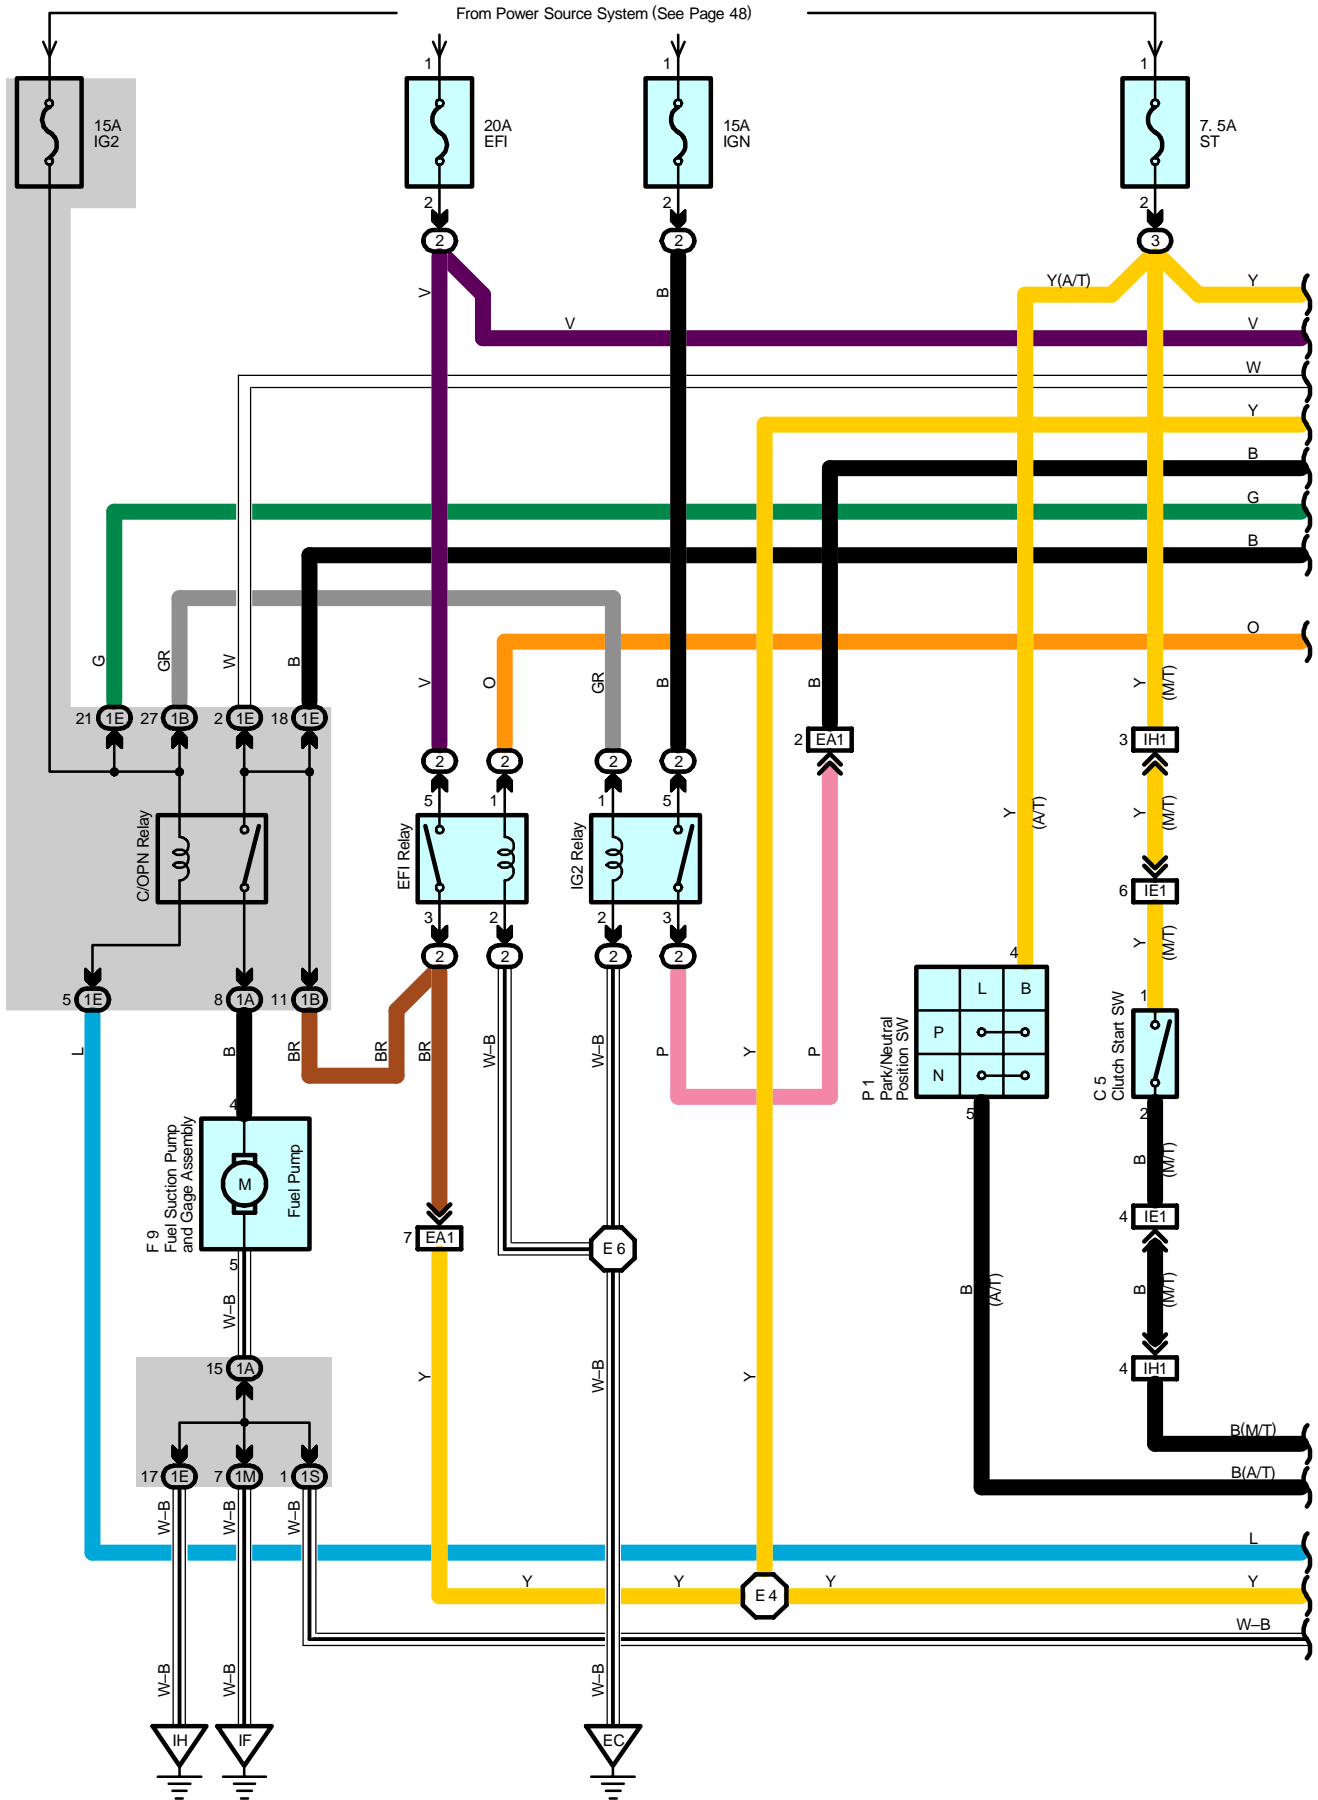 From Power Source System (See Page 48)
1
1
1
15A
IG2
20A
EFI
15A
IGN
7. 5A
ST
2
2
2
2
2
3
V
B
Y(A/T)
Y
V
V
W
Y
B
G
B
O
G
GR
W
B
V
O
GR
B
B
Y
(M/T)
21 1E
27 1B
2 1E
18 1E
2 EA1
3 IH1
2
2
2
2
5
1
1
5
C/OPN Relay
EFI Relay
IG2 Relay
Y
(A/T)
Y
(M/T)
6 IE1
3
2
2
3
2
2
2
2
Y
(M/T)
4
5 1E
8 1A
11 1B
L B
P
N
P 1
Park/Neutral
Position SW
5
1
C 5
Clutch Start SW
2
L
B
BR
BR
BR
W–B
W–B
P
Y
P
4
F 9
Fuel Suction Pump
and Gage Assembly
M
Fuel Pump
5
B
(M/T)
4 IE1
7 EA1
E 6
W–B
B
(A/T)
B
(M/T)
15 1A
Y
W–B
Y
4 IH1
B(M/T)
B(A/T)
17 1E
7 1M
1 1S
W–B
W–B
W–B
L
Y
Y
Y
Y
E 4
W–B
W–B
W–B
W–B
IH
IF
EC